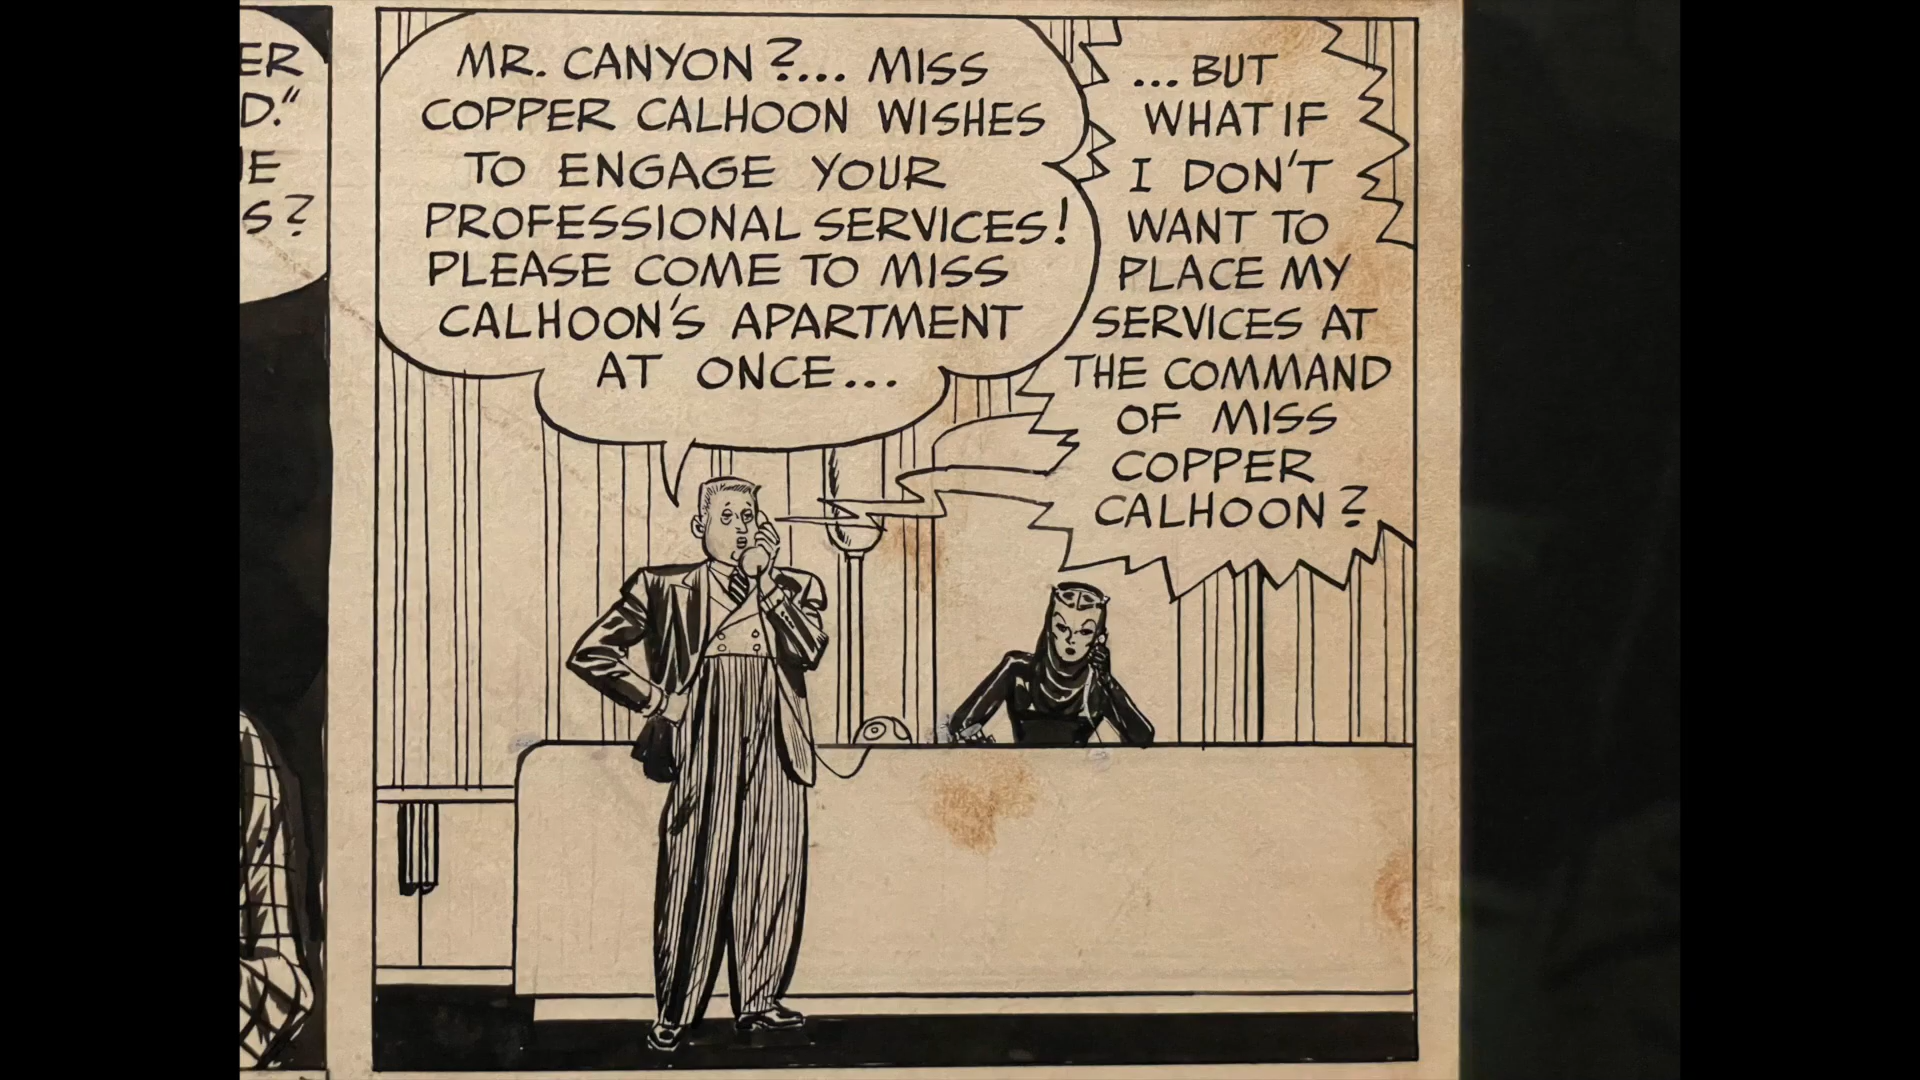 ER
D."
E
S?
MR. CANYON?... MISS
COPPER CALHOON WISHES
TO ENGAGE YOUR
PROFESSIONAL SERVICES!
PLEASE COME TO MISS
CALHOON'S APARTMENT
AT ONCE...
...BUT
WHAT IF
I DON'T
WANT TO
PLACE MY
SERVICES AT
THE COMMAND
OF MISS
COPPER
CALHOON?